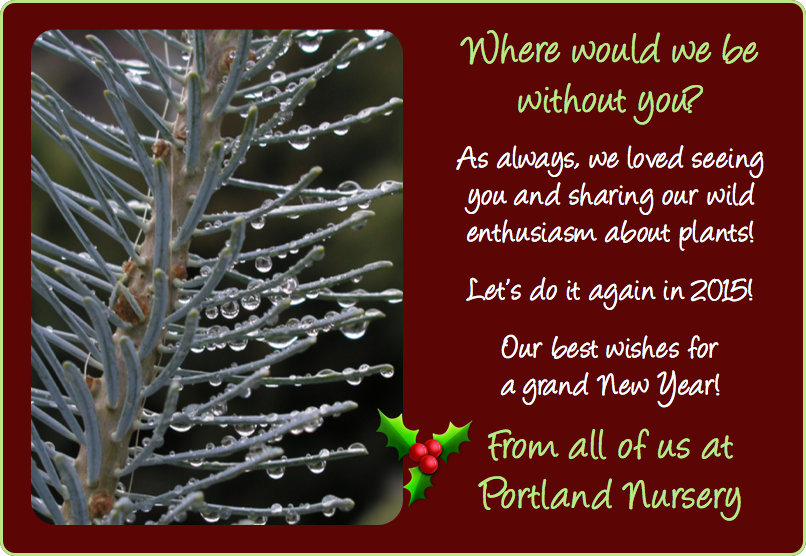 Where would we be
without you?
As always, we loved seeing
you and sharing our wild
enthusiasm about plants!
Let's do it again in 2015!
Our best wishes for
a grand New Year!
From all of us at
Portland Nursery